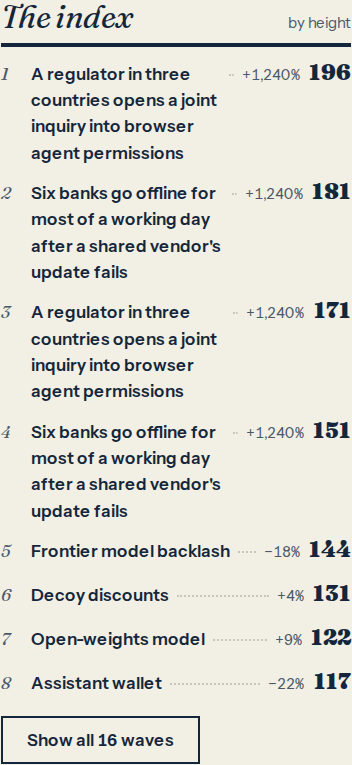 The index by height
1 A regulator in three +1,240% 196
countries opens a joint
inquiry into browser
agent permissions
2 Six banks go offline for +1,240% 181
most of a working day
after a shared vendor's
update fails
3 A regulator in three +1,240% 171
countries opens a joint
inquiry into browser
agent permissions
4 Six banks go offline for +1,240% 151
most of a working day
after a shared vendor's
update fails
5 Frontier model backlash −18% 144
6 Decoy discounts +4% 131
7 Open-weights model +9% 122
8 Assistant wallet −22% 117
Show all 16 waves